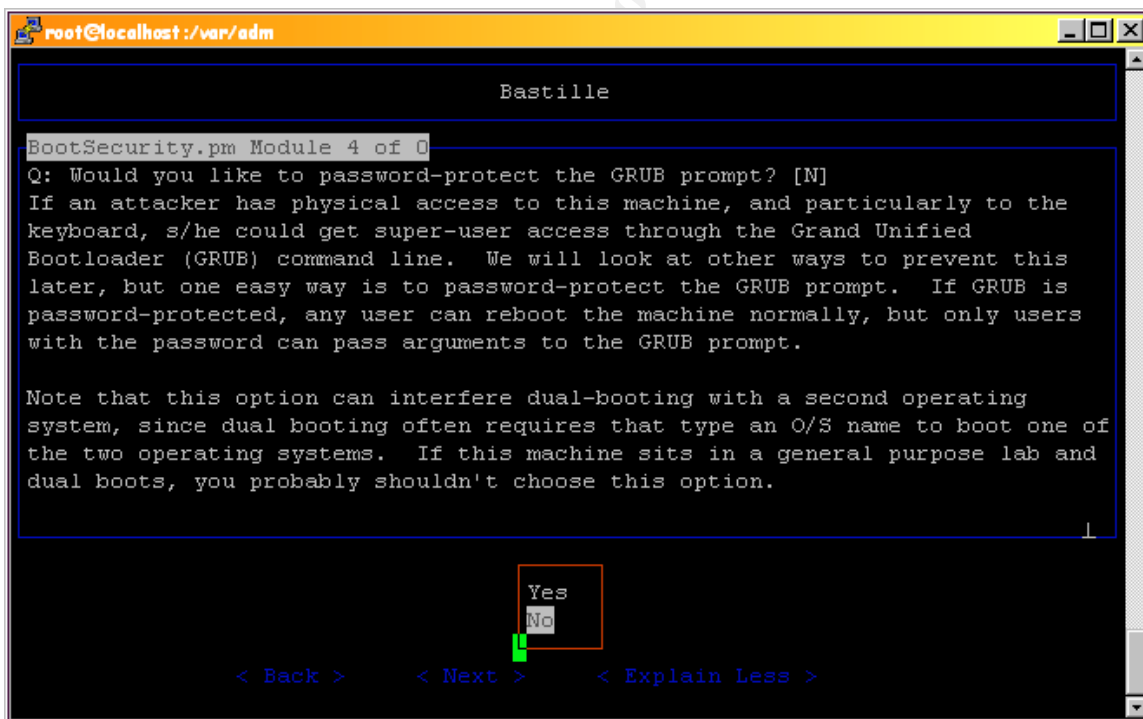 root@localhost:/var/adm
Bastille
BootSecurity.pm Module 4 of 0
Q: Would you like to password-protect the GRUB prompt? [N]
If an attacker has physical access to this machine, and particularly to the
keyboard, s/he could get super-user access through the Grand Unified
Bootloader (GRUB) command line.  We will look at other ways to prevent this
later, but one easy way is to password-protect the GRUB prompt.  If GRUB is
password-protected, any user can reboot the machine normally, but only users
with the password can pass arguments to the GRUB prompt.
Note that this option can interfere dual-booting with a second operating
system, since dual booting often requires that type an O/S name to boot one of
the two operating systems.  If this machine sits in a general purpose lab and
dual boots, you probably shouldn't choose this option.
Yes
No
< Back > < Next > < Explain Less >